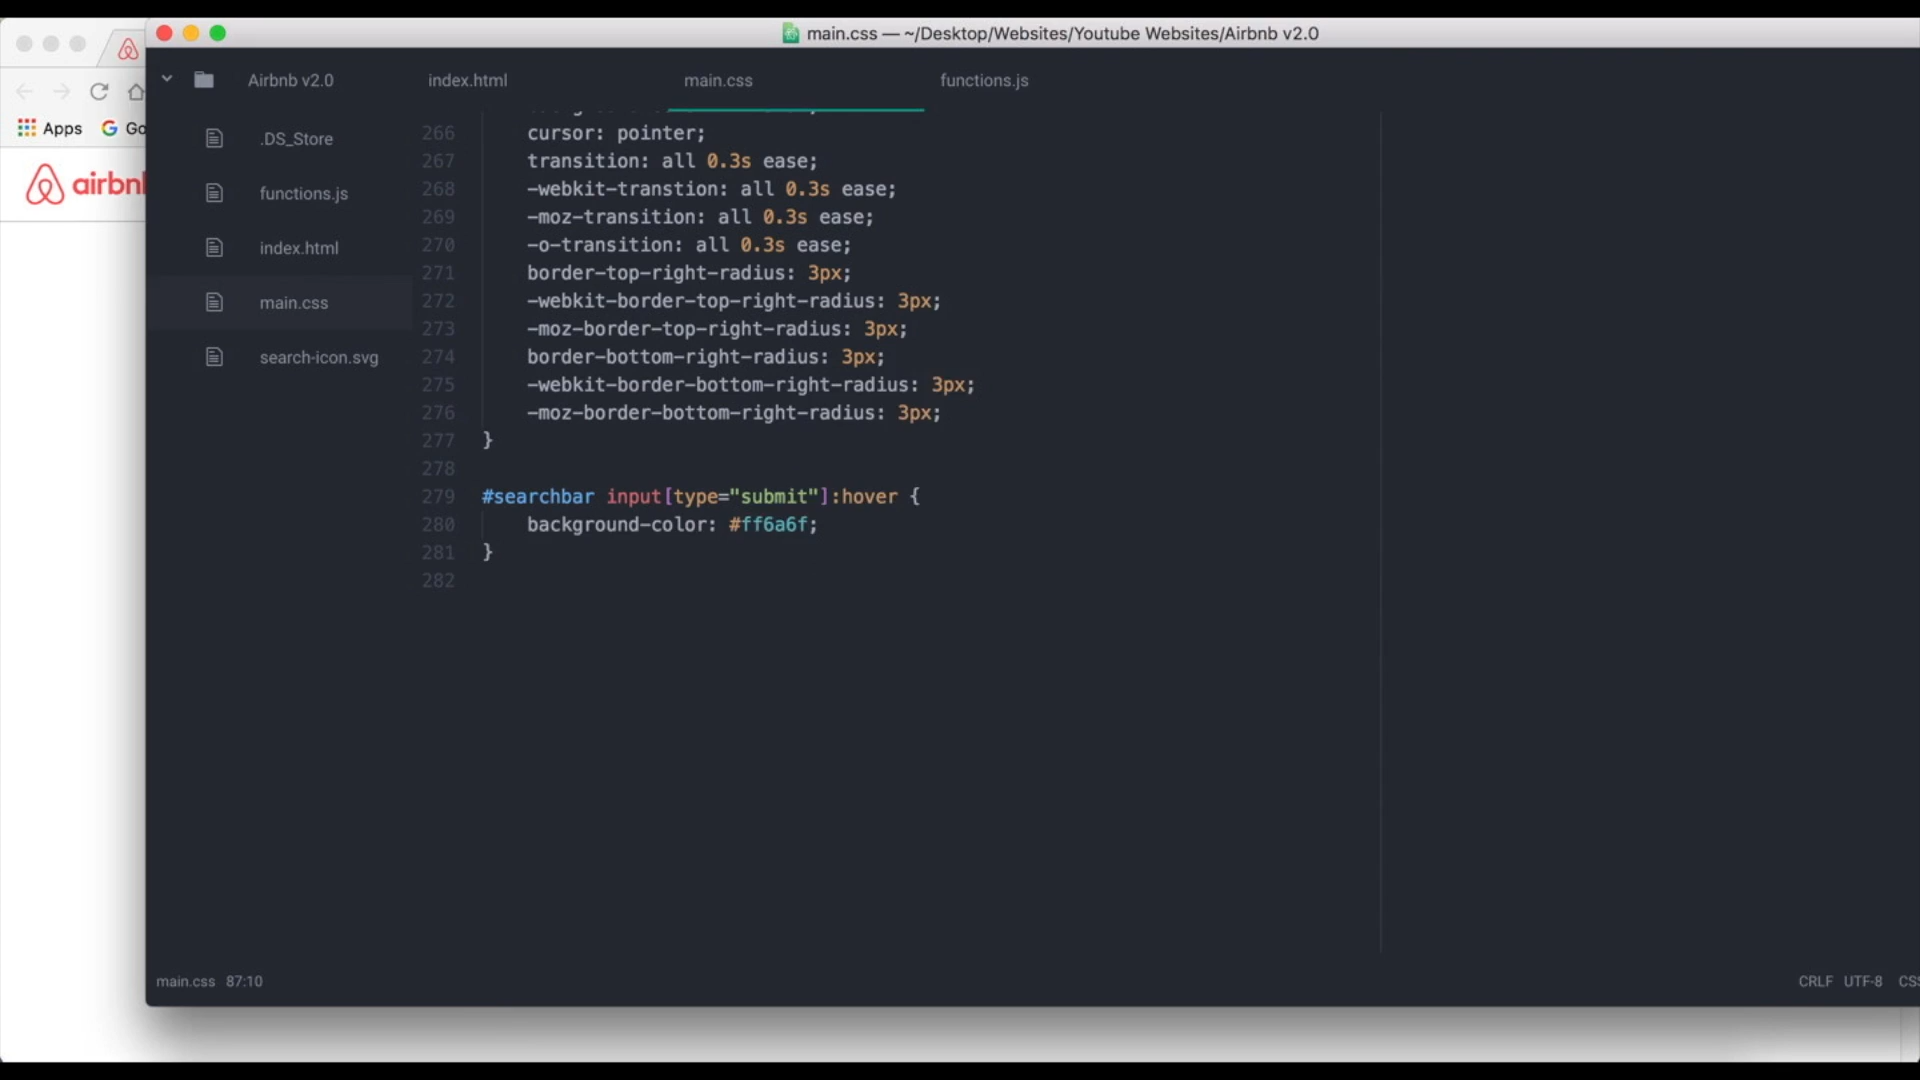 main.css — ~/Desktop/Websites/Youtube Websites/Airbnb v2.0
Airbnb v2.0
index.html
main.css
functions.js
Apps
airbnb
.DS_Store
functions.js
index.html
main.css
search-icon.svg
266 cursor: pointer;
267 transition: all 0.3s ease;
268 -webkit-transtion: all 0.3s ease;
269 -moz-transition: all 0.3s ease;
270 -o-transition: all 0.3s ease;
271 border-top-right-radius: 3px;
272 -webkit-border-top-right-radius: 3px;
273 -moz-border-top-right-radius: 3px;
274 border-bottom-right-radius: 3px;
275 -webkit-border-bottom-right-radius: 3px;
276 -moz-border-bottom-right-radius: 3px;
277 }
278
279 #searchbar input[type="submit"]:hover {
280 background-color: #ff6a6f;
281 }
282
main.css 87:10
CRLF UTF-8